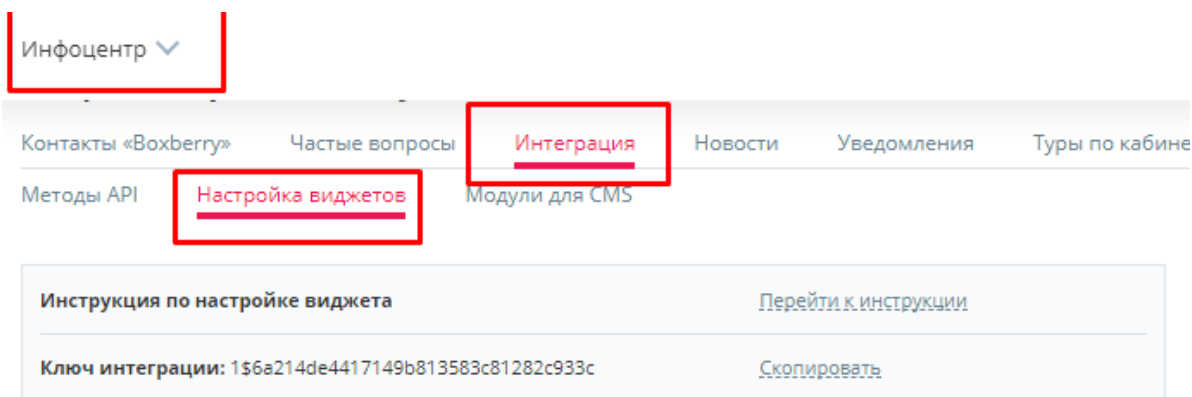 Инфоцентр
Контакты «Boxberry» Частые вопросы Интеграция Новости Уведомления Туры по кабине
Методы API Настройка виджетов Модули для CMS
Инструкция по настройке виджета Перейти к инструкции
Ключ интеграции: 1$6a214de4417149b813583c81282c933c Скопировать